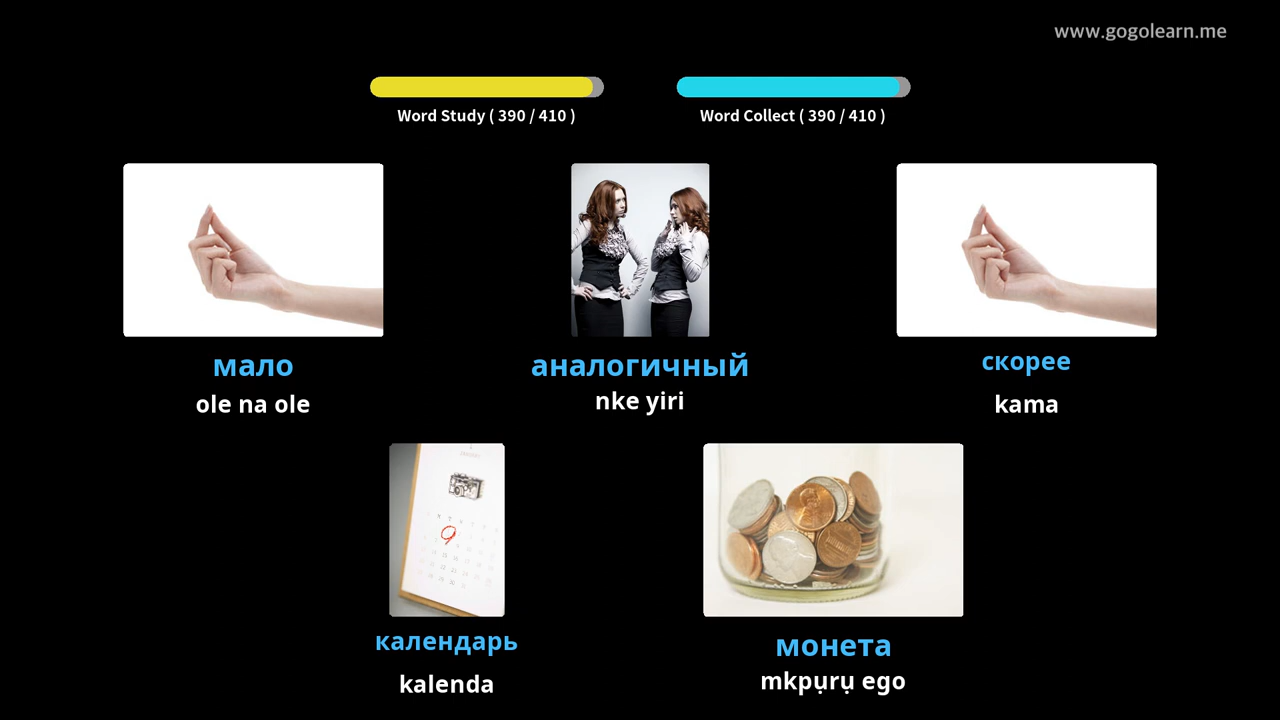 www.gogolearn.me
Word Study ( 390 / 410 )
Word Collect ( 390 / 410 )
мало
ole na ole
аналогичный
nke yiri
скорее
kama
календарь
kalenda
монета
mkpụrụ ego